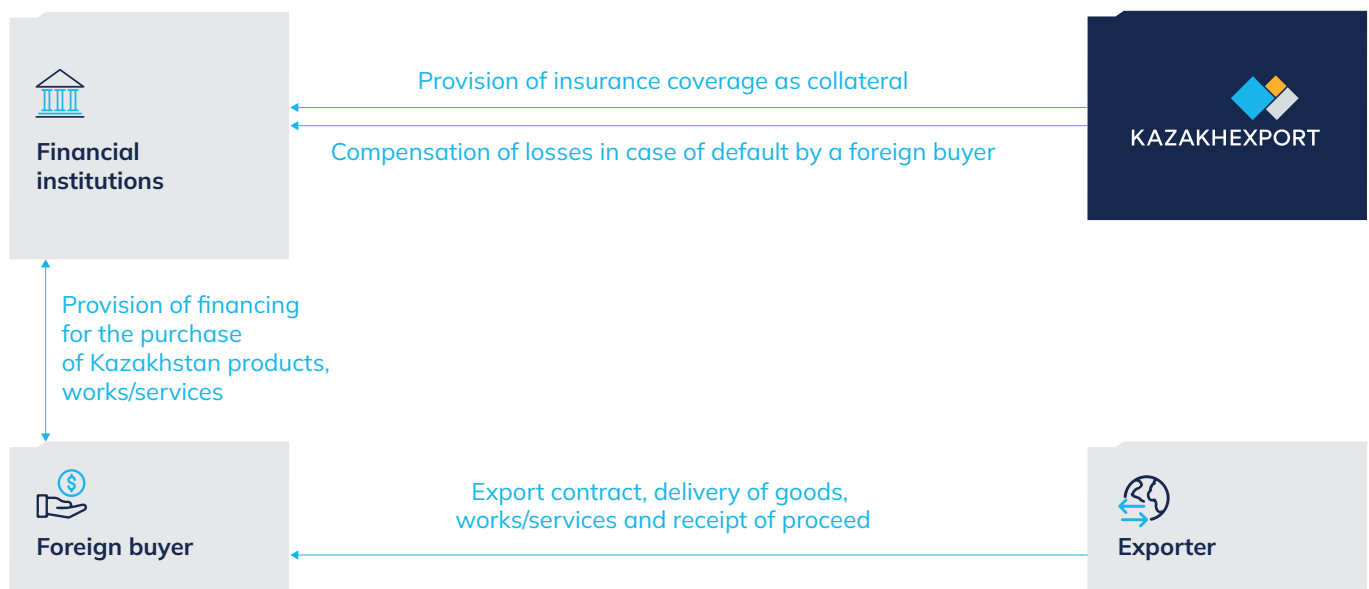 Provision of insurance coverage as collateral
KAZAKHEXPORT
Financial
institutions
Compensation of losses in case of default by a foreign buyer
Provision of financing
for the purchase
of Kazakhstan products,
works/services
$
Foreign buyer
Export contract, delivery of goods,
works/services and receipt of proceed
Exporter